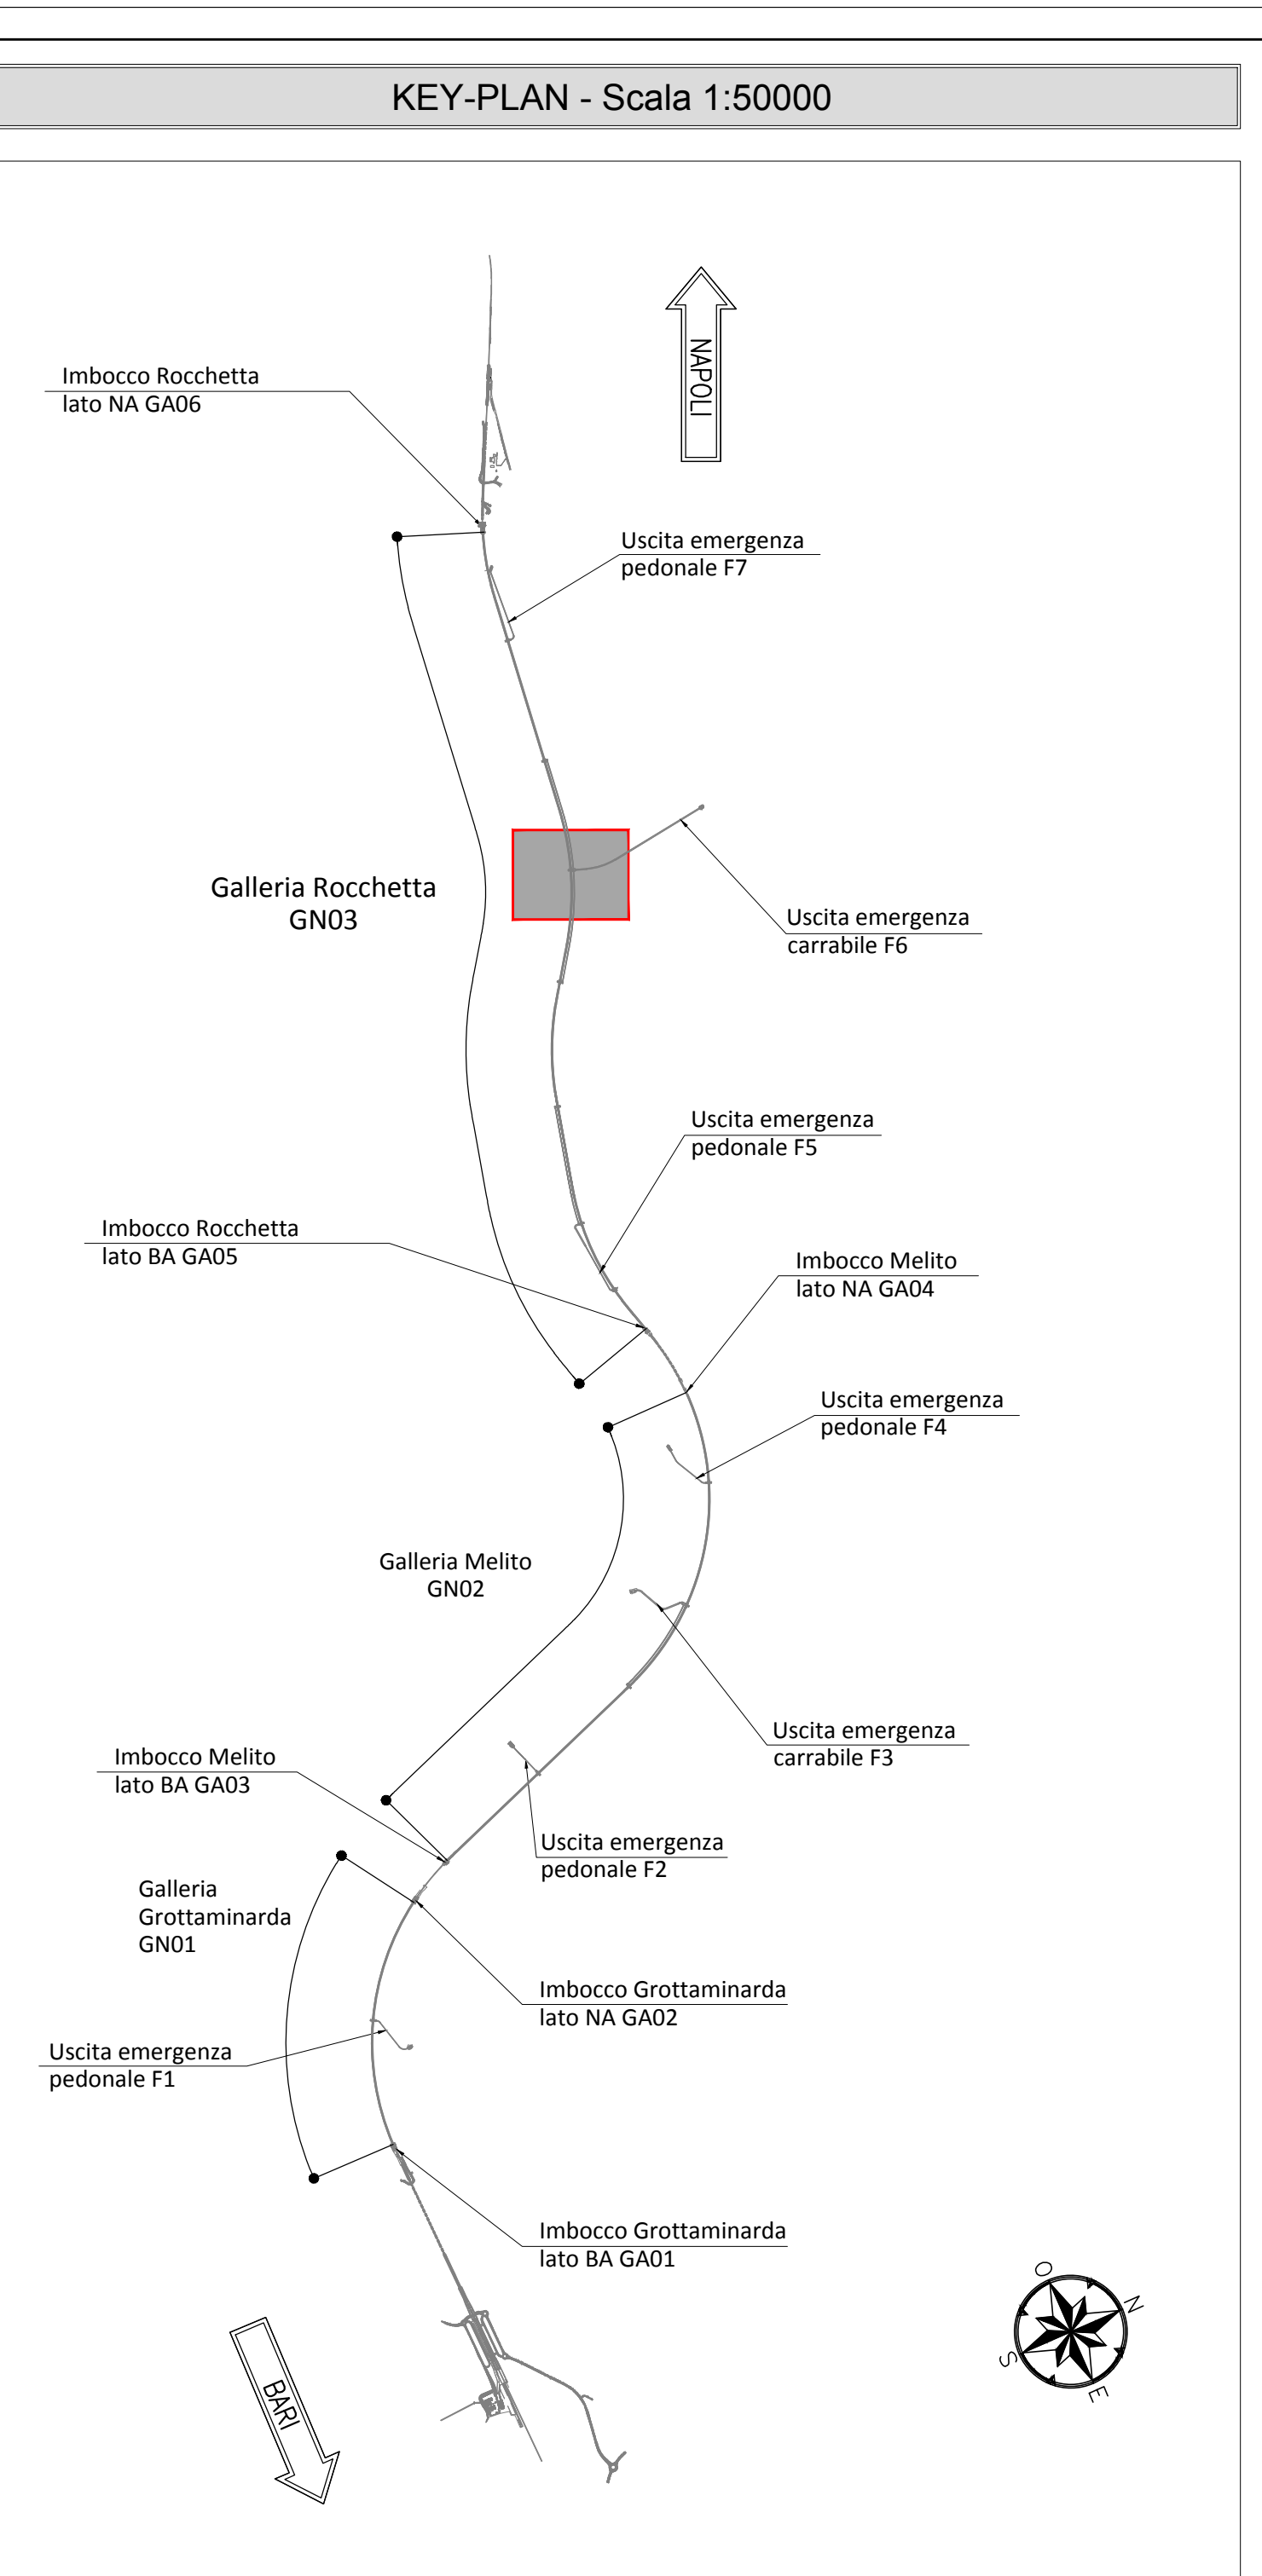 KEY-PLAN - Scala 1:50000
NAPOLI
Imbocco Rocchetta
lato NA GA06
Uscita emergenza
pedonale F7
Galleria Rocchetta
GN03
Uscita emergenza
carrabile F6
Uscita emergenza
pedonale F5
Imbocco Rocchetta
lato BA GA05
Imbocco Melito
lato NA GA04
Uscita emergenza
pedonale F4
Galleria Melito
GN02
Uscita emergenza
carrabile F3
Imbocco Melito
lato BA GA03
Uscita emergenza
pedonale F2
Galleria
Grottaminarda
GN01
Imbocco Grottaminarda
lato NA GA02
Uscita emergenza
pedonale F1
Imbocco Grottaminarda
lato BA GA01
O
N
S
E
BARI